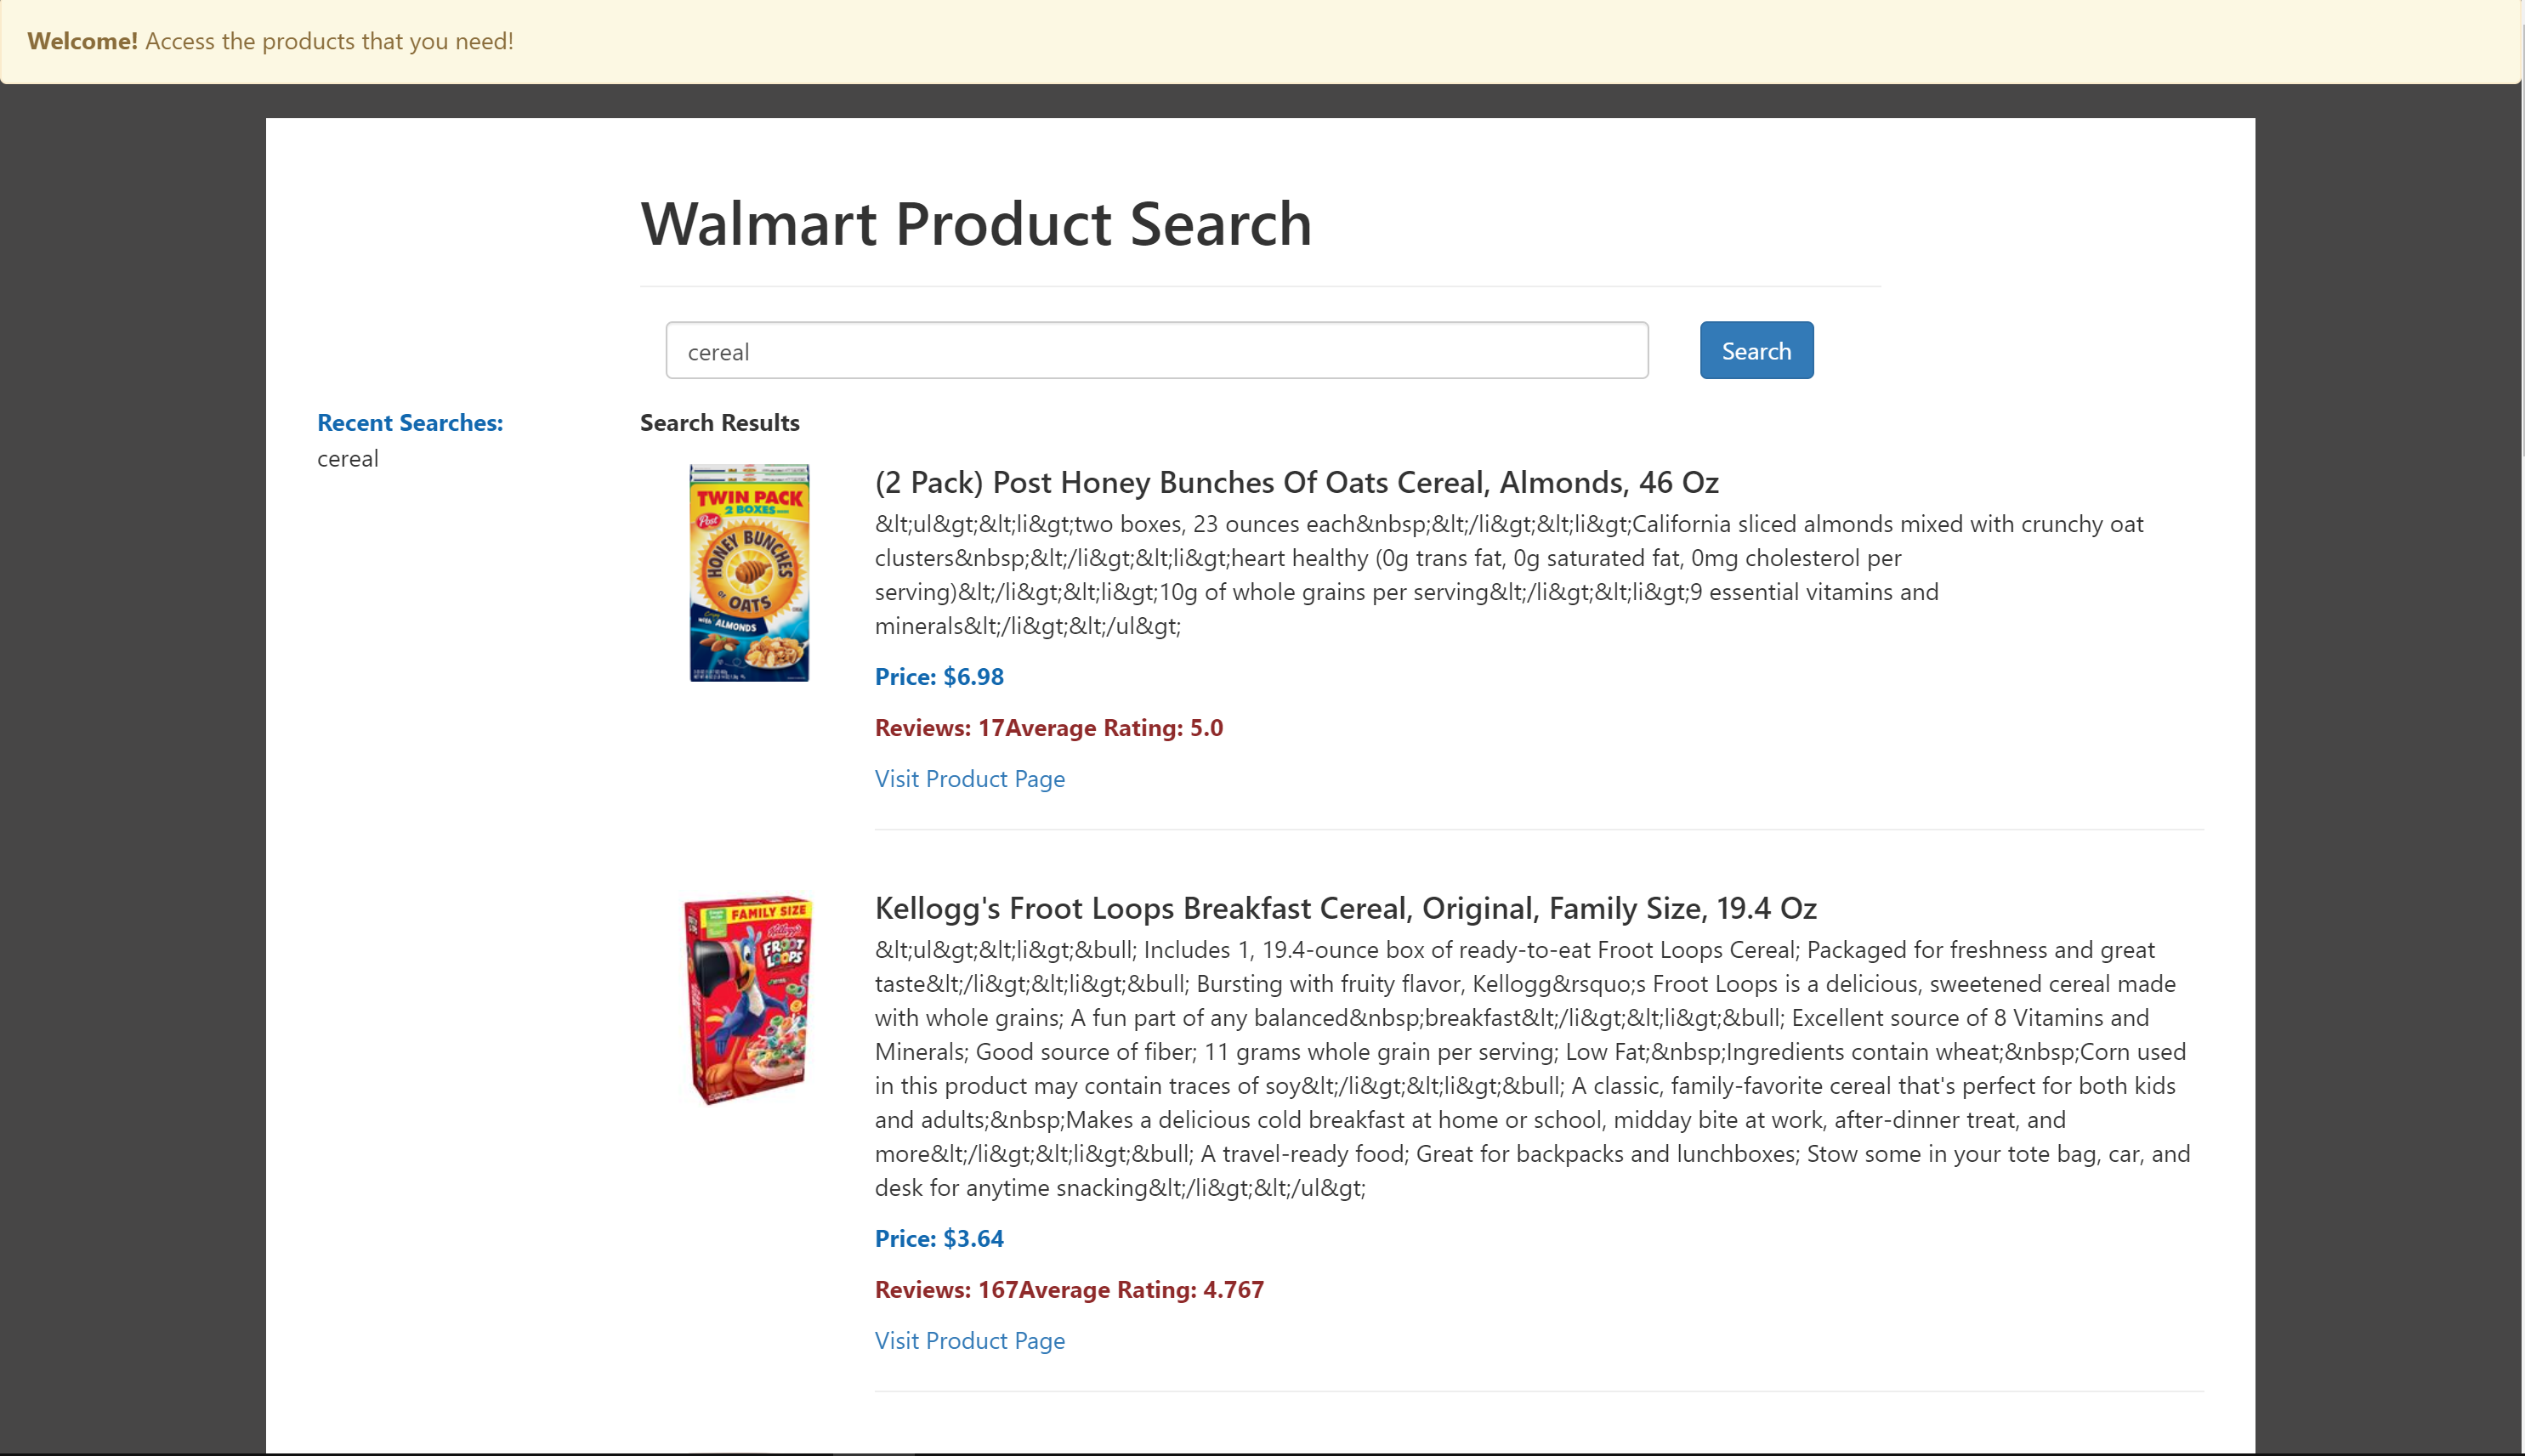 Welcome! Access the products that you need!
Walmart Product Search
cereal
Search
Recent Searches:
cereal
Search Results
TWIN PACK
2 BOXES
Post
HONEY BUNCHES
OF OATS
WITH ALMONDS
(2 Pack) Post Honey Bunches Of Oats Cereal, Almonds, 46 Oz
&lt;ul&gt;&lt;li&gt;two boxes, 23 ounces each&nbsp;&lt;/li&gt;&lt;li&gt;California sliced almonds mixed with crunchy oat
clusters&nbsp;&lt;/li&gt;&lt;li&gt;heart healthy (0g trans fat, 0g saturated fat, 0mg cholesterol per
serving)&lt;/li&gt;&lt;li&gt;10g of whole grains per serving&lt;/li&gt;&lt;li&gt;9 essential vitamins and
minerals&lt;/li&gt;&lt;/ul&gt;
Price: $6.98
Reviews: 17Average Rating: 5.0
Visit Product Page
FAMILY SIZE
Kellogg's
FROOT
LOOPS
Kellogg's Froot Loops Breakfast Cereal, Original, Family Size, 19.4 Oz
&lt;ul&gt;&lt;li&gt;&bull; Includes 1, 19.4-ounce box of ready-to-eat Froot Loops Cereal; Packaged for freshness and great
taste&lt;/li&gt;&lt;li&gt;&bull; Bursting with fruity flavor, Kellogg&rsquo;s Froot Loops is a delicious, sweetened cereal made
with whole grains; A fun part of any balanced&nbsp;breakfast&lt;/li&gt;&lt;li&gt;&bull; Excellent source of 8 Vitamins and
Minerals; Good source of fiber; 11 grams whole grain per serving; Low Fat;&nbsp;Ingredients contain wheat;&nbsp;Corn used
in this product may contain traces of soy&lt;/li&gt;&lt;li&gt;&bull; A classic, family-favorite cereal that's perfect for both kids
and adults;&nbsp;Makes a delicious cold breakfast at home or school, midday bite at work, after-dinner treat, and
more&lt;/li&gt;&lt;li&gt;&bull; A travel-ready food; Great for backpacks and lunchboxes; Stow some in your tote bag, car, and
desk for anytime snacking&lt;/li&gt;&lt;/ul&gt;
Price: $3.64
Reviews: 167Average Rating: 4.767
Visit Product Page